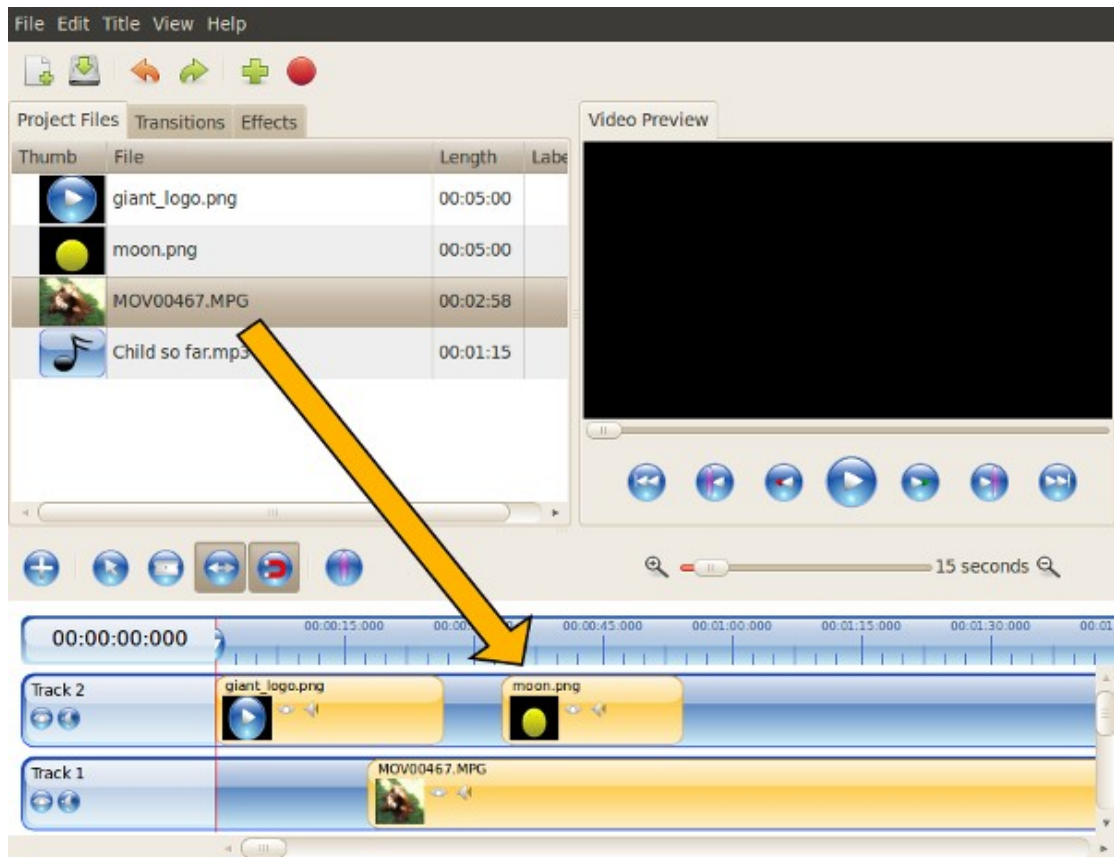 File Edit Title View Help
Project Files Transitions Effects
Video Preview
Thumb File Length Labe
giant_logo.png 00:05:00
moon.png 00:05:00
MOV00467.MPG 00:02:58
Child so far.mp3 00:01:15
15 seconds
00:00:00:000
00:00:15:000 00:00:45:000 00:01:00:000 00:01:15:000 00:01:30:000 00:01
Track 2
giant_logo.png moon.png
Track 1
MOV00467.MPG